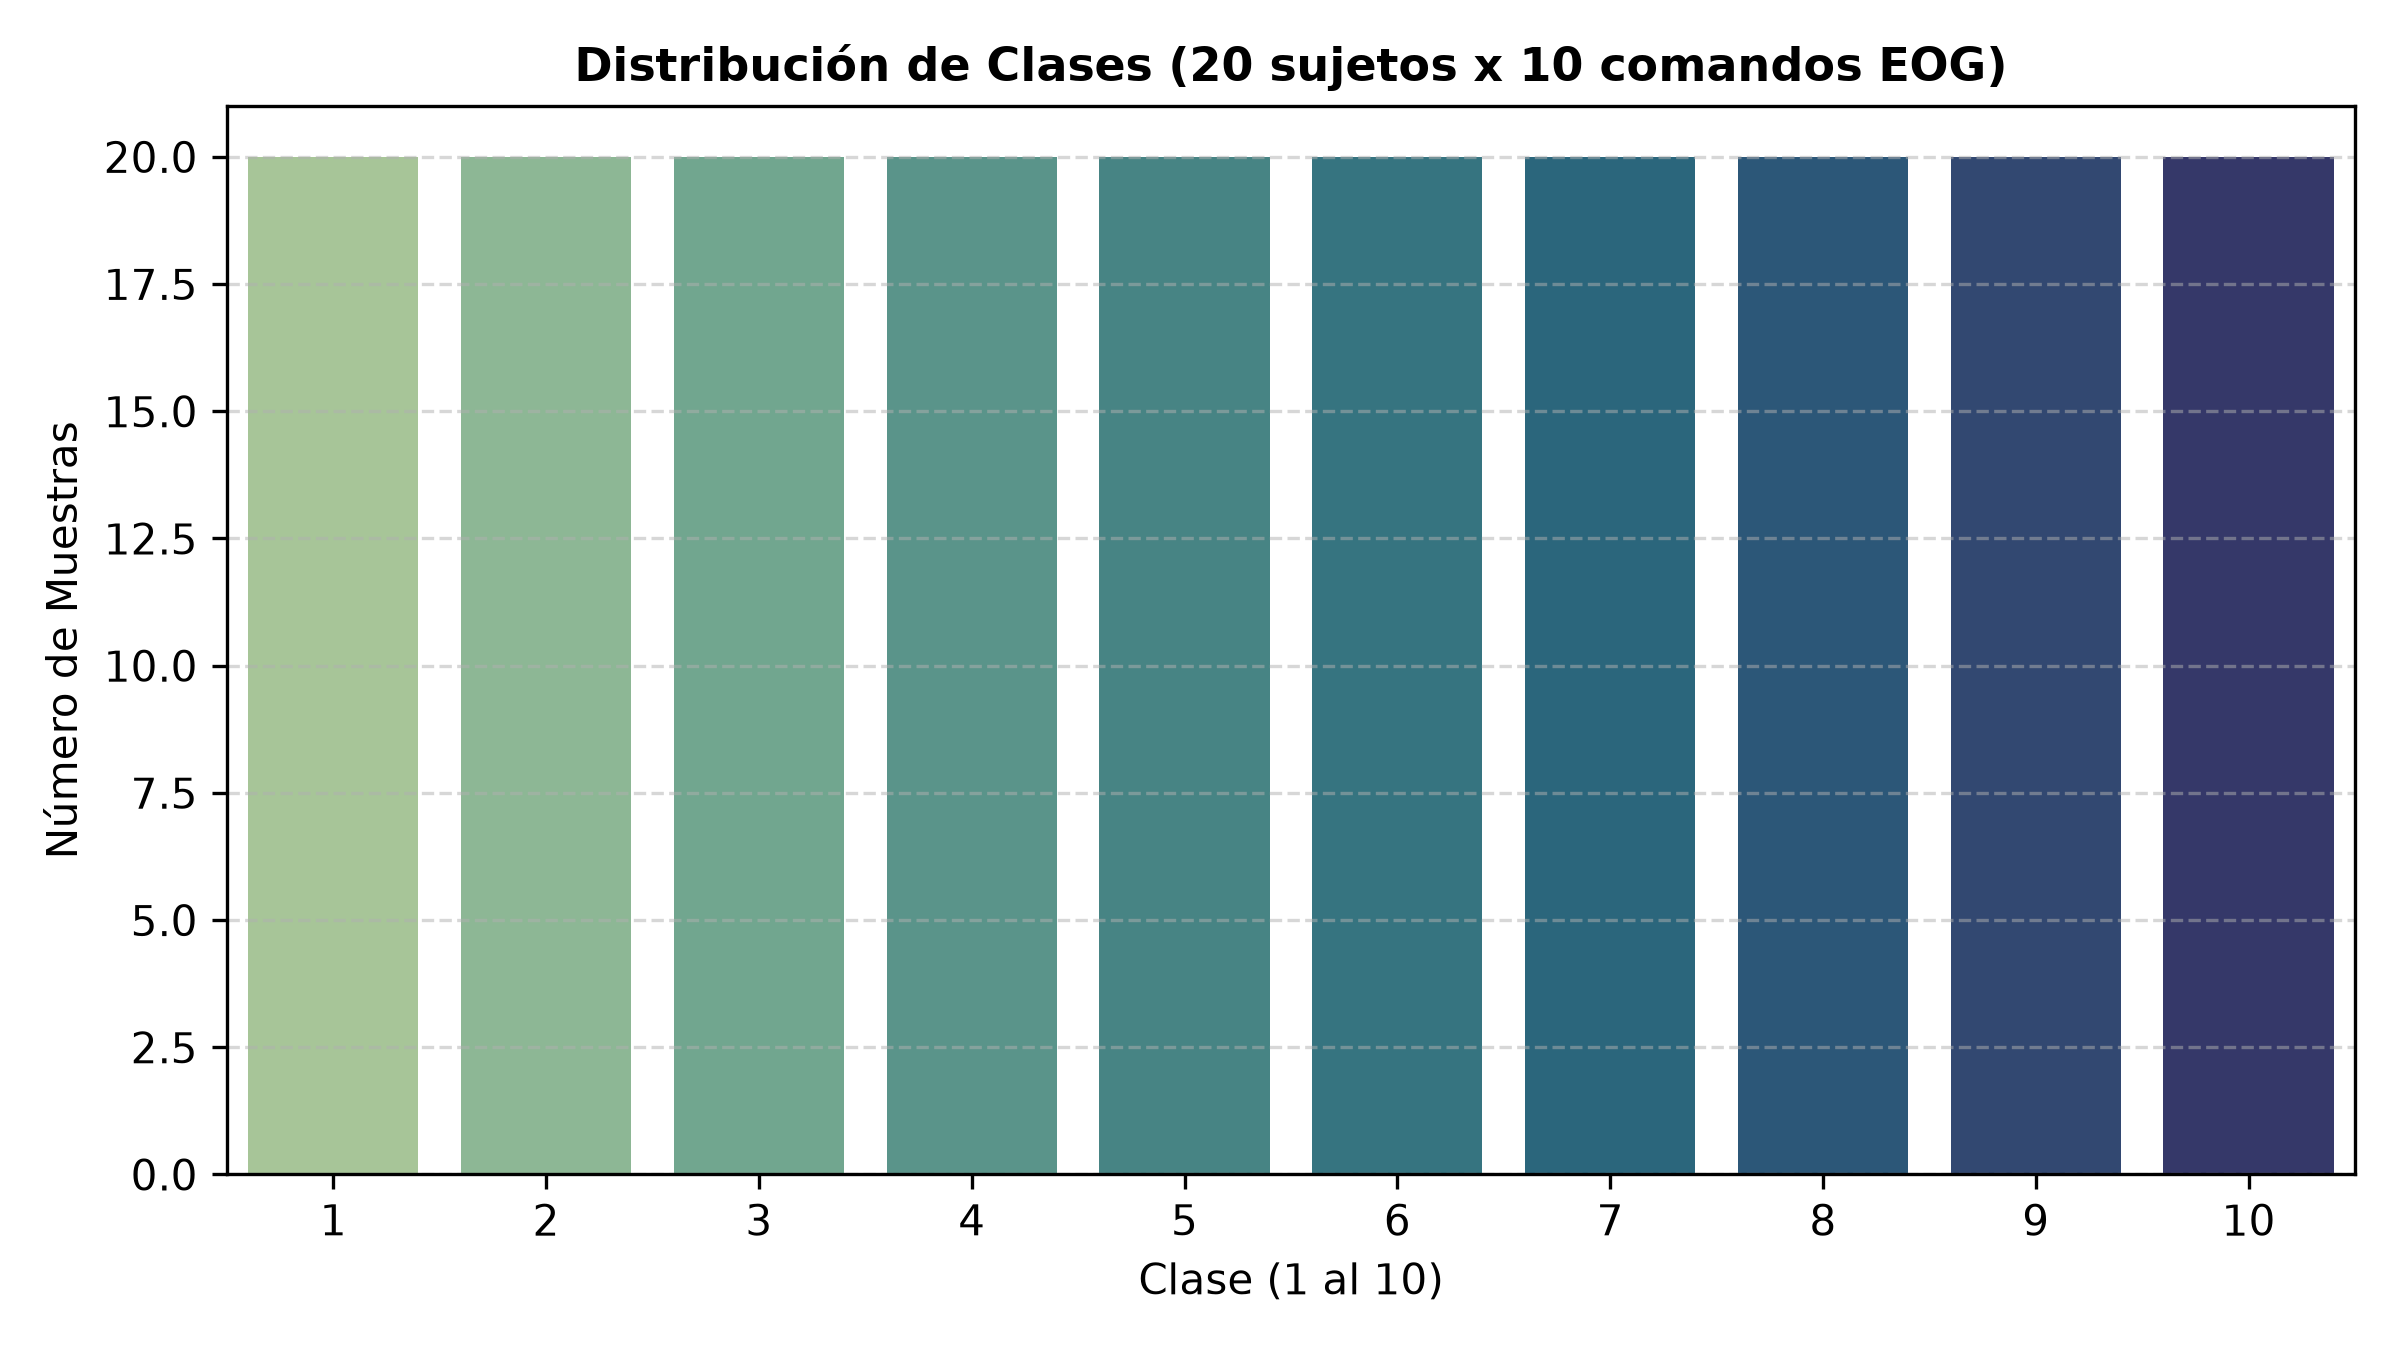 Distribución de Clases (20 sujetos x 10 comandos EOG)
Número de Muestras
20.0
17.5
15.0
12.5
10.0
7.5
5.0
2.5
0.0
1 2 3 4 5 6 7 8 9 10
Clase (1 al 10)